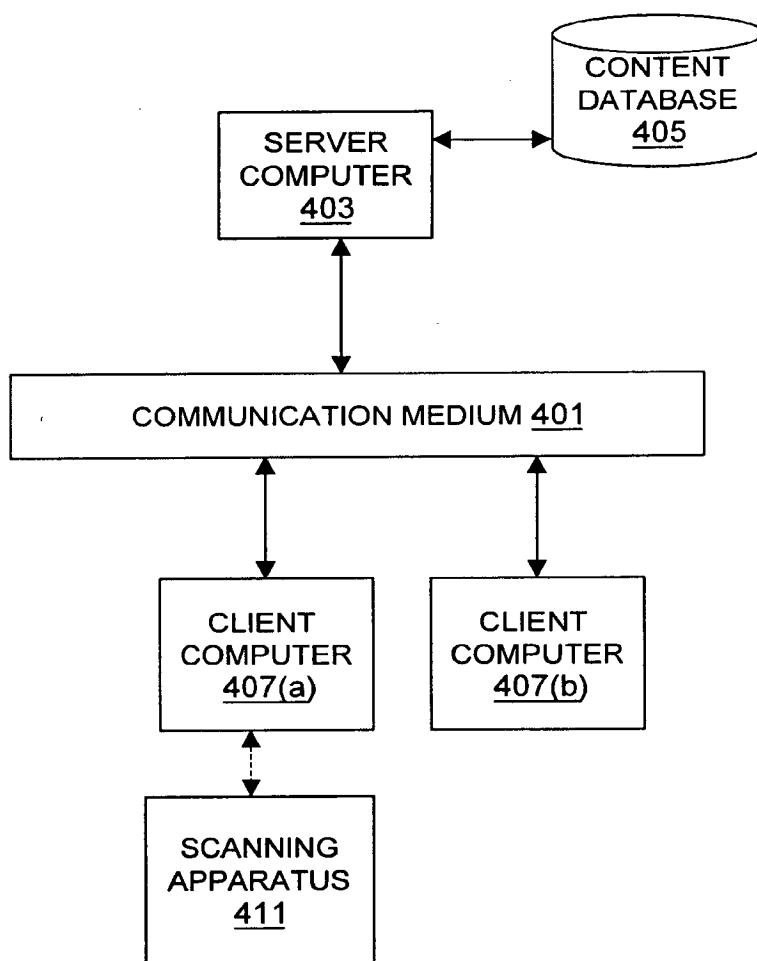 CONTENT
DATABASE
405
SERVER
COMPUTER
403
COMMUNICATION MEDIUM 401
CLIENT
COMPUTER
407(a)
CLIENT
COMPUTER
407(b)
SCANNING
APPARATUS
411